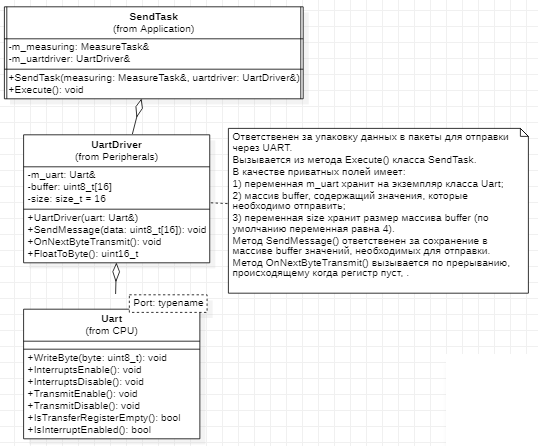 SendTask
(from Application)
-m_measuring: MeasureTask&
-m_uartdriver: UartDriver&
+SendTask(measuring: MeasureTask&, uartdriver: UartDriver&)
+Execute(): void
UartDriver
(from Peripherals)
-m_uart: Uart&
-buffer: uint8_t[16]
-size: size_t = 16
+UartDriver(uart: Uart&)
+SendMessage(data: uint8_t[16]): void
+OnNextByteTransmit(): void
+FloatToByte(): uint16_t
Ответственен за упаковку данных в пакеты для отправки
через UART.
Вызывается из метода Execute() класса SendTask.
В качестве приватных полей имеет:
1) переменная m_uart хранит на экземпляр класса Uart;
2) массив buffer, содержащий значения, которые
необходимо отправить;
3) переменная size хранит размер массива buffer (по
умолчанию переменная равна 4).
Метод SendMessage() ответственен за сохранение в
массиве buffer значений, необходимых для отправки.
Метод OnNextByteTransmit() вызывается по прерыванию,
происходящему когда регистр пуст, .
Port: typename
Uart
(from CPU)
+WriteByte(byte: uint8_t): void
+InterruptsEnable(): void
+InterruptsDisable(): void
+TransmitEnable(): void
+TransmitDisable(): void
+IsTransferRegisterEmpty(): bool
+IsInterruptEnabled(): bool